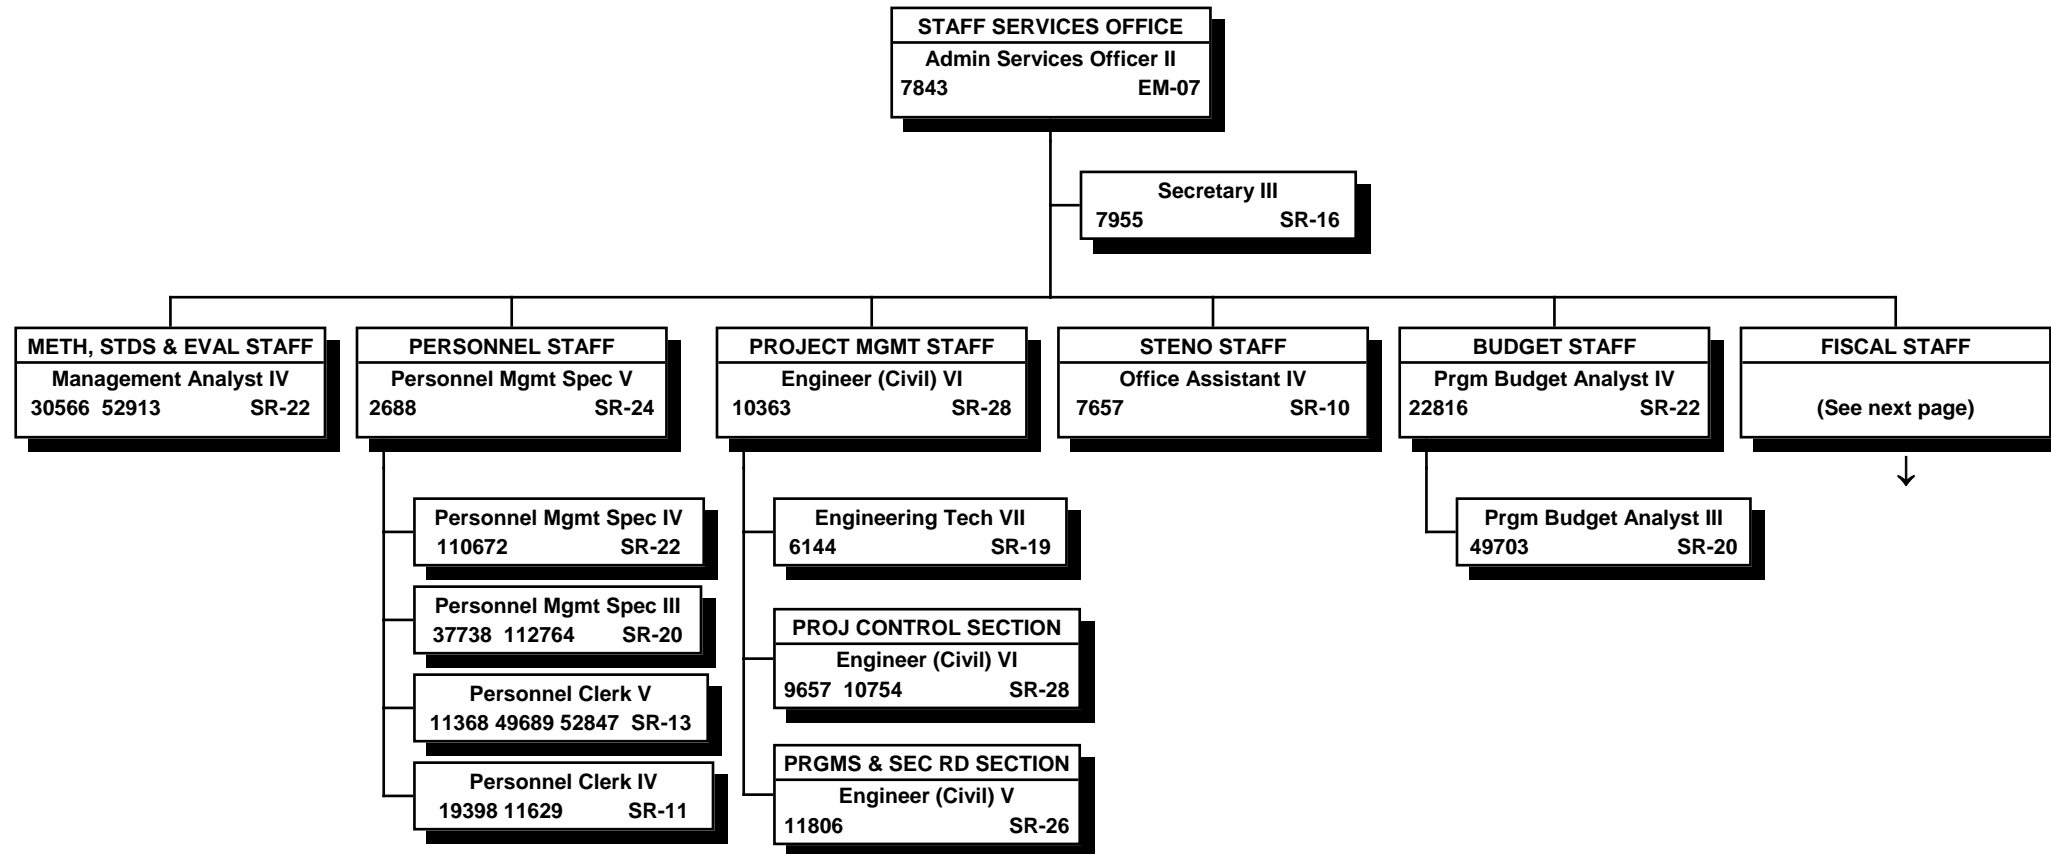 STAFF SERVICES OFFICE
Admin Services Officer II
7843 EM-07
Secretary III
7955 SR-16
METH, STDS & EVAL STAFF
Management Analyst IV
30566 52913 SR-22
PERSONNEL STAFF
Personnel Mgmt Spec V
2688 SR-24
Personnel Mgmt Spec IV
110672 SR-22
Personnel Mgmt Spec III
37738 112764 SR-20
Personnel Clerk V
11368 49689 52847 SR-13
Personnel Clerk IV
19398 11629 SR-11
PROJECT MGMT STAFF
Engineer (Civil) VI
10363 SR-28
Engineering Tech VII
6144 SR-19
PROJ CONTROL SECTION
Engineer (Civil) VI
9657 10754 SR-28
PRGMS & SEC RD SECTION
Engineer (Civil) V
11806 SR-26
STENO STAFF
Office Assistant IV
7657 SR-10
BUDGET STAFF
Prgm Budget Analyst IV
22816 SR-22
Prgm Budget Analyst III
49703 SR-20
FISCAL STAFF
(See next page)